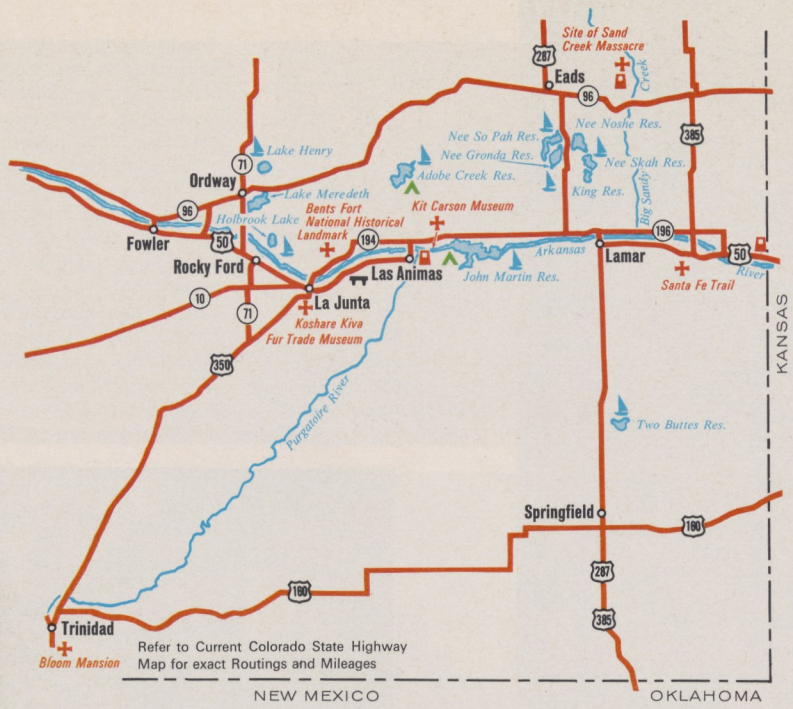 Site of Sand
Creek Massacre
287
Eads
Creek
96
385
Nee Noshe Res.
Nee So Pah Res.
Nee Gronda Res.
Nee Skah Res.
King Res.
Big Sandy
71
Lake Henry
Ordway
Lake Meredeth
Adobe Creek Res.
96
Bents Fort
National Historical
Landmark
Kit Carson Museum
Holbrook Lake
Fowler
50
194
196
Arkansas
River
50
Lamar
Rocky Ford
Las Animas
John Martin Res.
Santa Fe Trail
10
La Junta
71
Koshare Kiva
Fur Trade Museum
KANSAS
350
Purgatoire River
Two Buttes Res.
Springfield
160
160
287
385
Trinidad
Bloom Mansion
Refer to Current Colorado State Highway
Map for exact Routings and Mileages
NEW MEXICO
OKLAHOMA